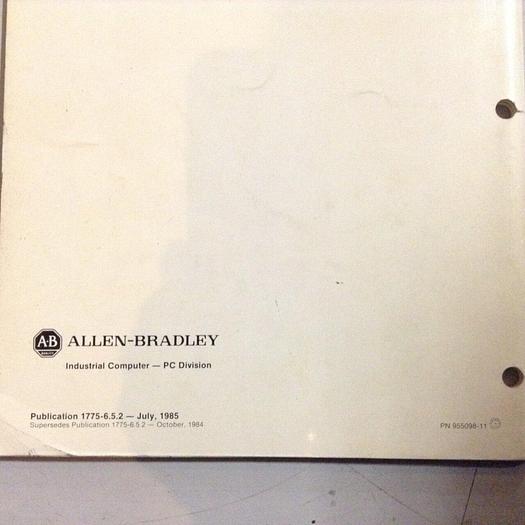 A·B
QUALITY
ALLEN-BRADLEY
Industrial Computer — PC Division
Publication 1775-6.5.2 — July, 1985
Supersedes Publication 1775-6.5.2 — October, 1984
PN 955098-11